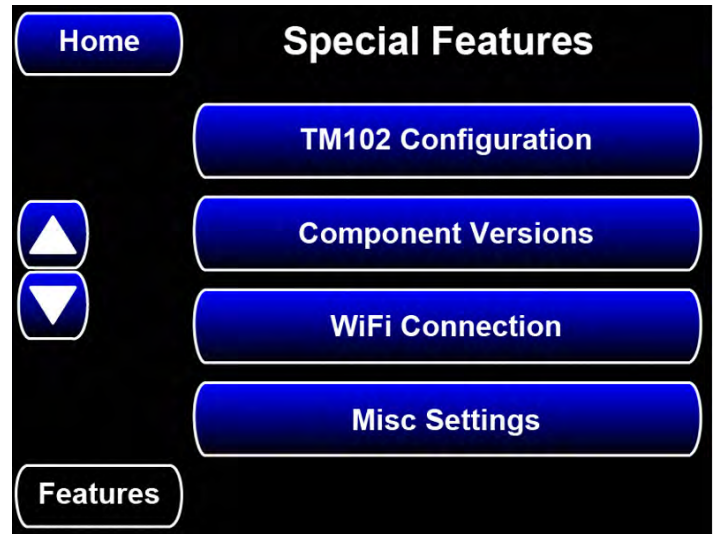 Home
Special Features
TM102 Configuration
Component Versions
WiFi Connection
Misc Settings
Features